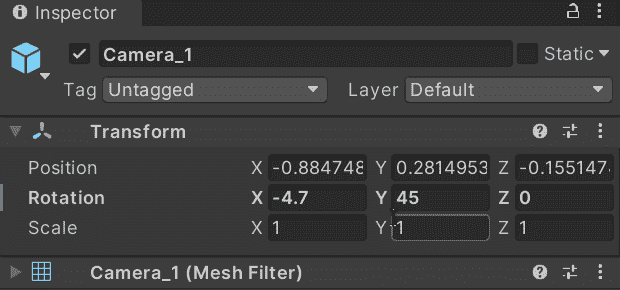 Inspector
Camera_1 Static
Tag Untagged Layer Default
Transform
Position X -0.884748 Y 0.2814953 Z -0.155147
Rotation X -4.7 Y 45 Z 0
Scale X 1 Y 1 Z 1
Camera_1 (Mesh Filter)